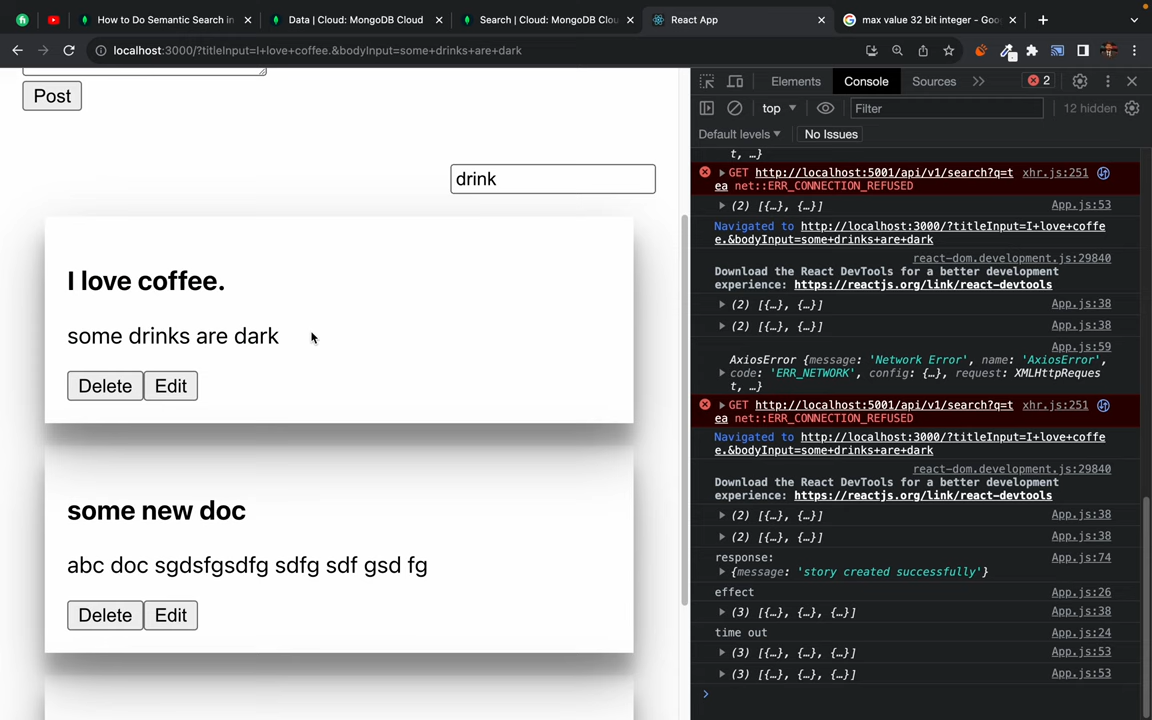 How to Do Semantic Search in
Data | Cloud: MongoDB Cloud
Search | Cloud: MongoDB Clou
React App
max value 32 bit integer - Goo
localhost:3000/?titleInput=I+love+coffee.&bodyInput=some+drinks+are+dark
Post
drink
I love coffee.
some drinks are dark
Delete
Edit
some new doc
abc doc sgdsfgsdfg sdfg sdf gsd fg
Delete
Edit
Elements
Console
Sources
2
top
Filter
12 hidden
Default levels
No Issues
t, …}
GET http://localhost:5001/api/v1/search?q=t xhr.js:251
ea net::ERR_CONNECTION_REFUSED
(2) [{…}, {…}] App.js:53
Navigated to http://localhost:3000/?titleInput=I+love+coffe
e.&bodyInput=some+drinks+are+dark
react-dom.development.js:29840
Download the React DevTools for a better development
experience: https://reactjs.org/link/react-devtools
(2) [{…}, {…}] App.js:38
(2) [{…}, {…}] App.js:38
App.js:59
AxiosError {message: 'Network Error', name: 'AxiosError',
code: 'ERR_NETWORK', config: {…}, request: XMLHttpReques
t, …}
GET http://localhost:5001/api/v1/search?q=t xhr.js:251
ea net::ERR_CONNECTION_REFUSED
Navigated to http://localhost:3000/?titleInput=I+love+coffe
e.&bodyInput=some+drinks+are+dark
react-dom.development.js:29840
Download the React DevTools for a better development
experience: https://reactjs.org/link/react-devtools
(2) [{…}, {…}] App.js:38
(2) [{…}, {…}] App.js:38
response: App.js:74
{message: 'story created successfully'}
effect App.js:26
(3) [{…}, {…}, {…}] App.js:38
time out App.js:24
(3) [{…}, {…}, {…}] App.js:53
(3) [{…}, {…}, {…}] App.js:53